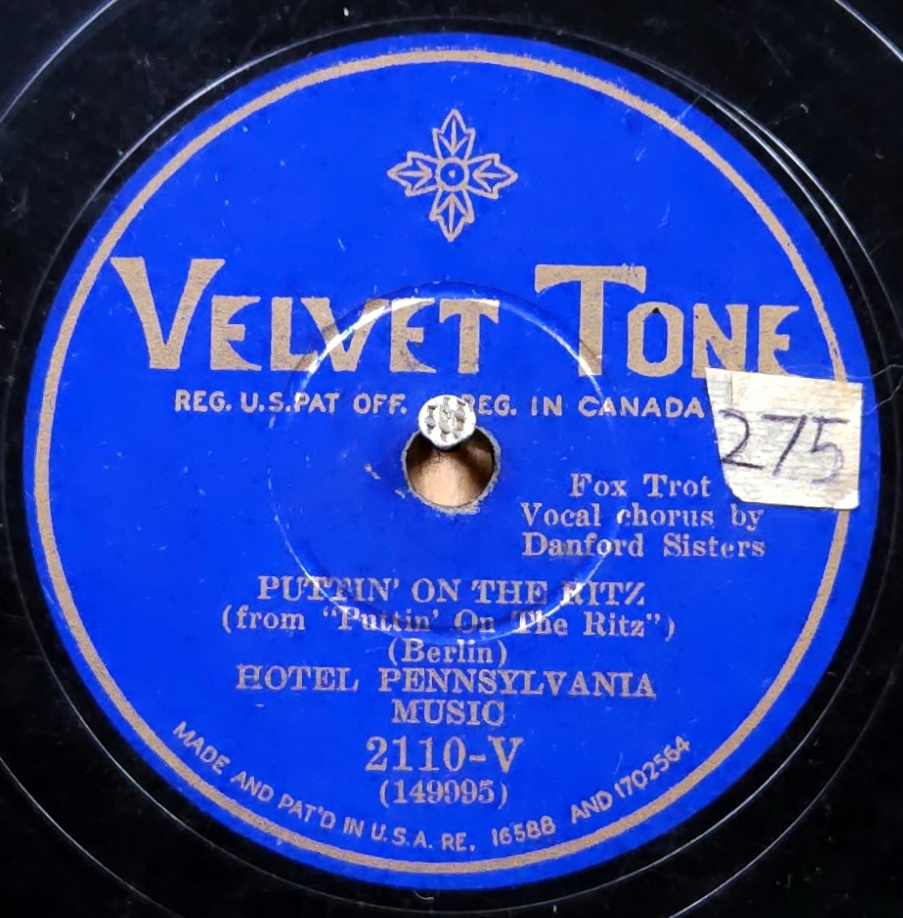 VELVET TONE
REG. U.S. PAT OFF. REG. IN CANADA
275
Fox Trot
Vocal chorus by
Danford Sisters
PUTTIN' ON THE RITZ
(from "Puttin' On The Ritz")
(Berlin)
HOTEL PENNSYLVANIA
MUSIC
2110-V
(149995)
MADE AND PAT'D IN U.S.A. RE. 16588 AND 1702564